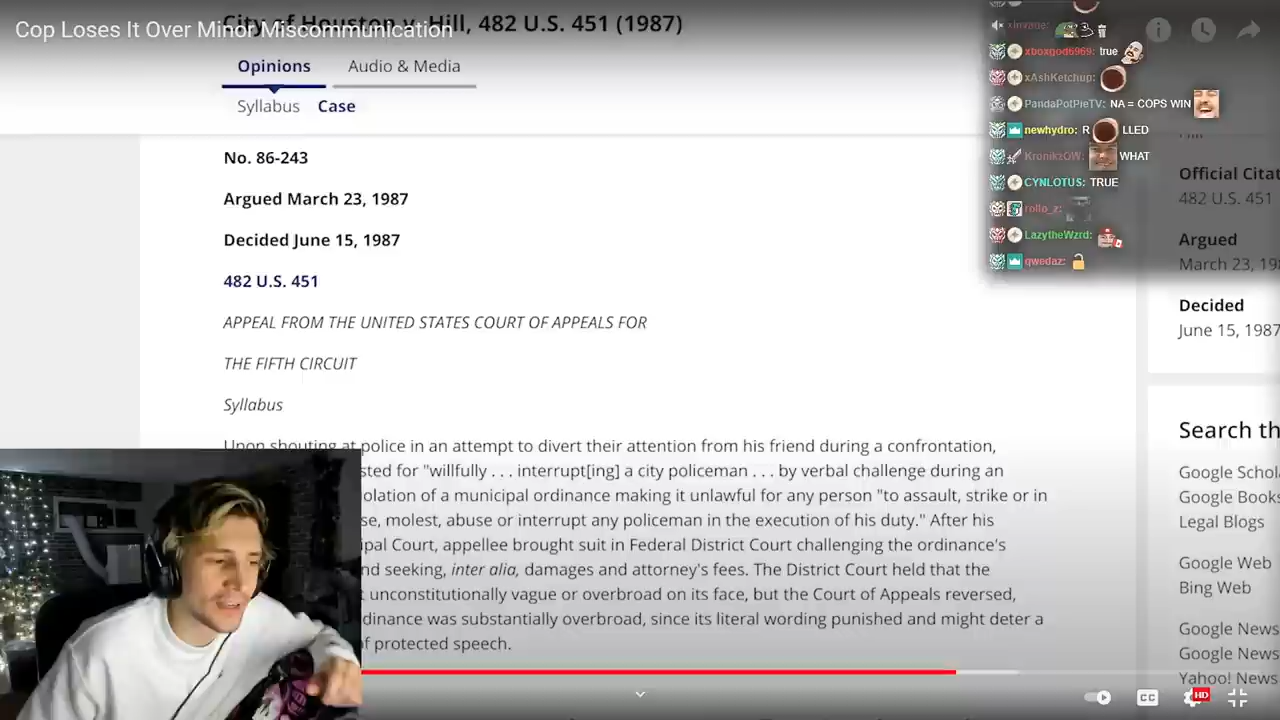 City of Houston v. Hill, 482 U.S. 451 (1987)
Cop Loses It Over Minor Miscommunication
Opinions
Audio & Media
Syllabus
Case
No. 86-243
Argued March 23, 1987
Decided June 15, 1987
482 U.S. 451
APPEAL FROM THE UNITED STATES COURT OF APPEALS FOR
THE FIFTH CIRCUIT
Syllabus
Upon shouting at police in an attempt to divert their attention from his friend during a confrontation,
sted for "willfully . . . interrupt[ing] a city policeman . . . by verbal challenge during an
olation of a municipal ordinance making it unlawful for any person "to assault, strike or in
se, molest, abuse or interrupt any policeman in the execution of his duty." After his
ipal Court, appellee brought suit in Federal District Court challenging the ordinance's
nd seeking, inter alia, damages and attorney's fees. The District Court held that the
t unconstitutionally vague or overbroad on its face, but the Court of Appeals reversed,
dinance was substantially overbroad, since its literal wording punished and might deter a
of protected speech.
xinvade:
xboxgod6969: true
xAshKetchup:
PandaPotPieTV: NA = COPS WIN
newhydro: R LLED
KronikzOW: WHAT
CYNLOTUS: TRUE
rollo_z:
LazytheWzrd:
qwedaz:
Official Citat
482 U.S. 451
Argued
March 23, 198
Decided
June 15, 1987
Search th
Google Schola
Google Books
Legal Blogs
Google Web
Bing Web
Google News
Google News
Yahoo! News
CC
HD